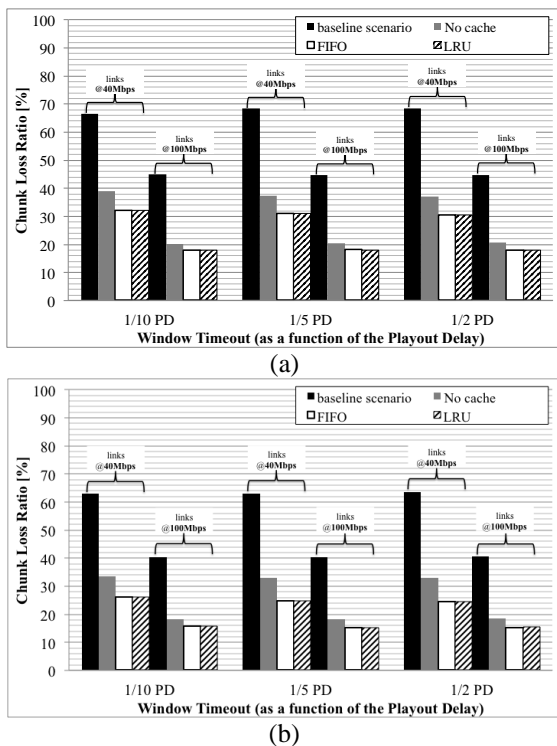 100
90
80
70
60
50
40
30
20
10
0
Chunk Loss Ratio [%]
baseline scenario
No cache
FIFO
LRU
links
@40Mbps
links
@100Mbps
links
@40Mbps
links
@100Mbps
links
@40Mbps
links
@100Mbps
1/10 PD
1/5 PD
1/2 PD
Window Timeout (as a function of the Playout Delay)
(a)
100
90
80
70
60
50
40
30
20
10
0
Chunk Loss Ratio [%]
baseline scenario
No cache
FIFO
LRU
links
@40Mbps
links
@100Mbps
links
@40Mbps
links
@100Mbps
links
@40Mbps
links
@100Mbps
1/10 PD
1/5 PD
1/2 PD
Window Timeout (as a function of the Playout Delay)
(b)